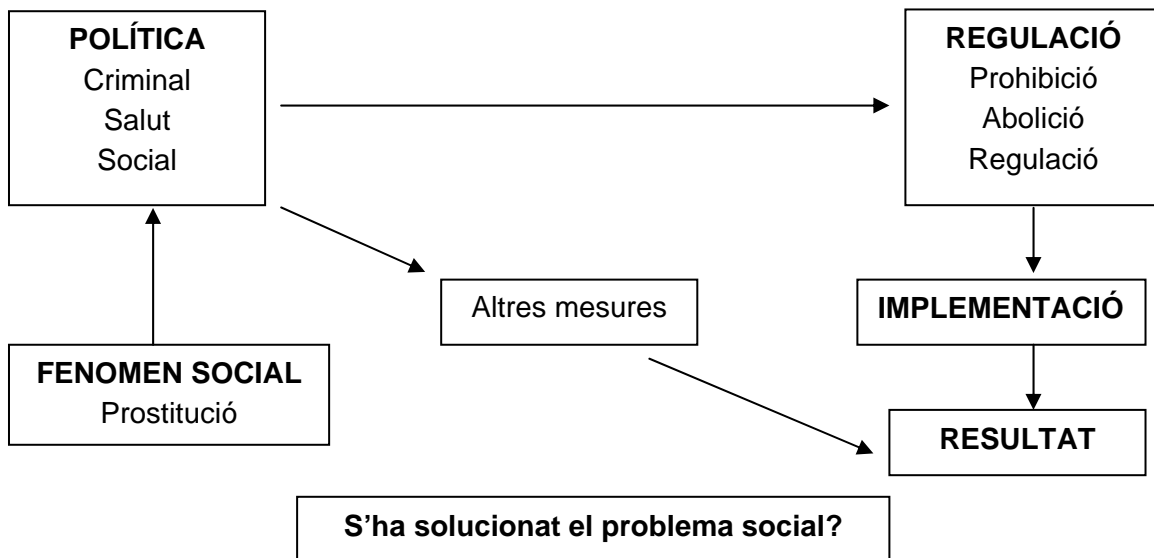 POLÍTICA
Criminal
Salut
Social
REGULACIÓ
Prohibició
Abolició
Regulació
Altres mesures
IMPLEMENTACIÓ
FENOMEN SOCIAL
Prostitució
RESULTAT
S’ha solucionat el problema social?